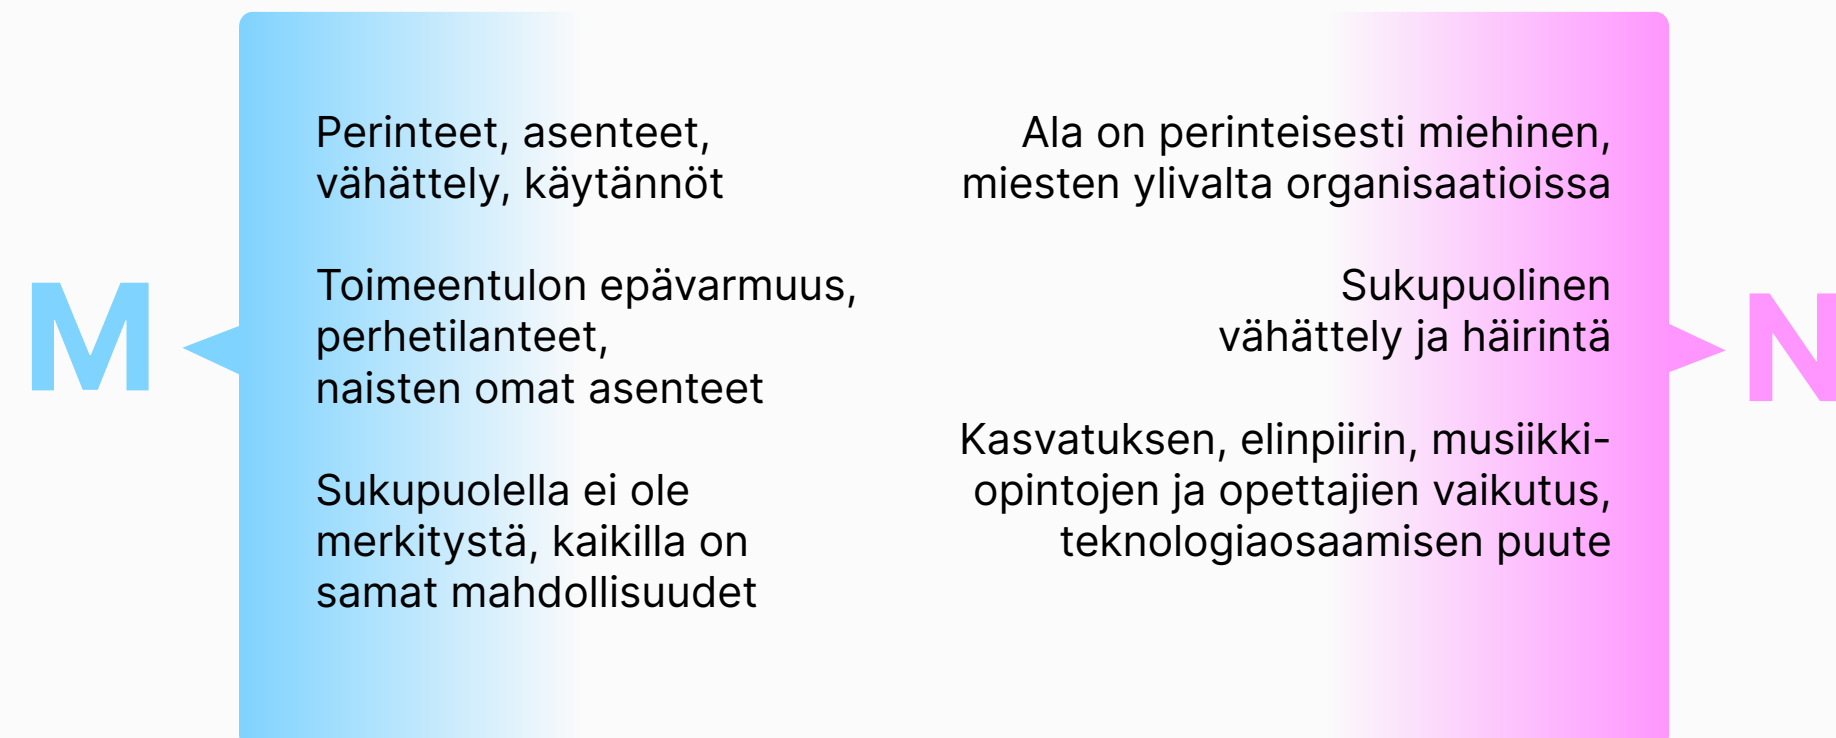 M
Perinteet, asenteet,
vähättely, käytännöt
Toimeentulon epävarmuus,
perhetilanteet,
naisten omat asenteet
Sukupuolella ei ole
merkitystä, kaikilla on
samat mahdollisuudet
Ala on perinteisesti miehinen,
miesten ylivalta organisaatioissa
Sukupuolinen
vähättely ja häirintä
Kasvatuksen, elinpiirin, musiikki-
opintojen ja opettajien vaikutus,
teknologiaosaamisen puute
N